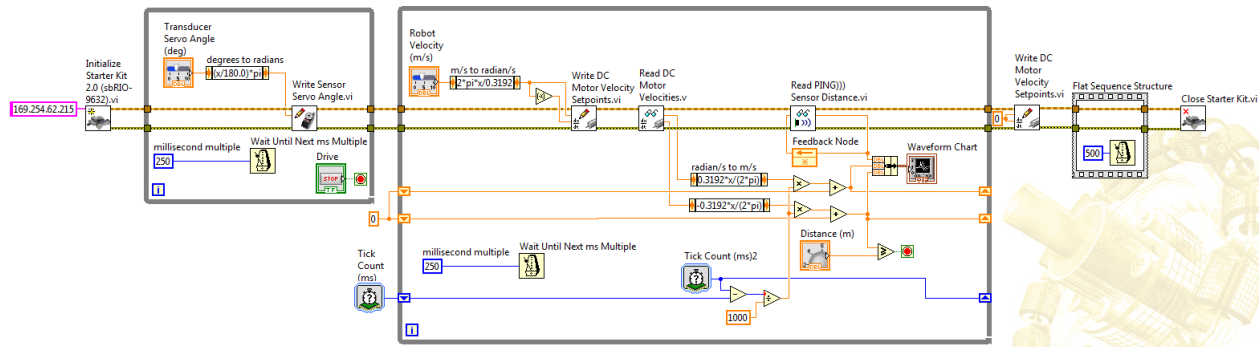 Initialize
Starter Kit
2.0 (sbRIO-
9632).vi
169.254.62.215
Transducer
Servo Angle
(deg)
degrees to radians
(x/180.0)*pi
Write Sensor
Servo Angle.vi
millisecond multiple
250
Wait Until Next ms Multiple
Drive
STOP
TF
i
0
Tick
Count
(ms)
Robot
Velocity
(m/s)
m/s to radian/s
2*pi*x/0.3192
Write DC
Motor Velocity
Setpoints.vi
Read DC
Motor
Velocities.v
Read PING)))
Sensor Distance.vi
Feedback Node
radian/s to m/s
0.3192*x/(2*pi)
-0.3192*x/(2*pi)
Waveform Chart
Distance (m)
millisecond multiple
250
Wait Until Next ms Multiple
Tick Count (ms)2
1000
i
0
Write DC
Motor
Velocity
Setpoints.vi
Flat Sequence Structure
500
Close Starter Kit.vi